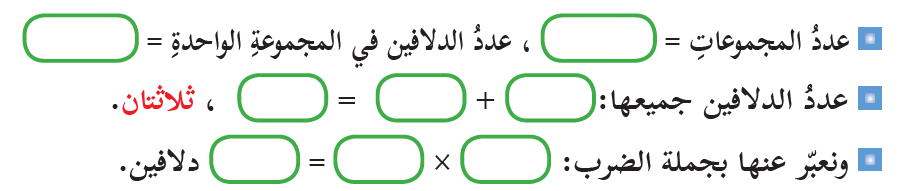 عددُ المجموعاتِ = ، عددُ الدلافين في المجموعةِ الواحدةِ =
عددُ الدلافين جميعها: + = ، ثلاثتان.
ونعبّر عنها بجملة الضرب: × = دلافين.